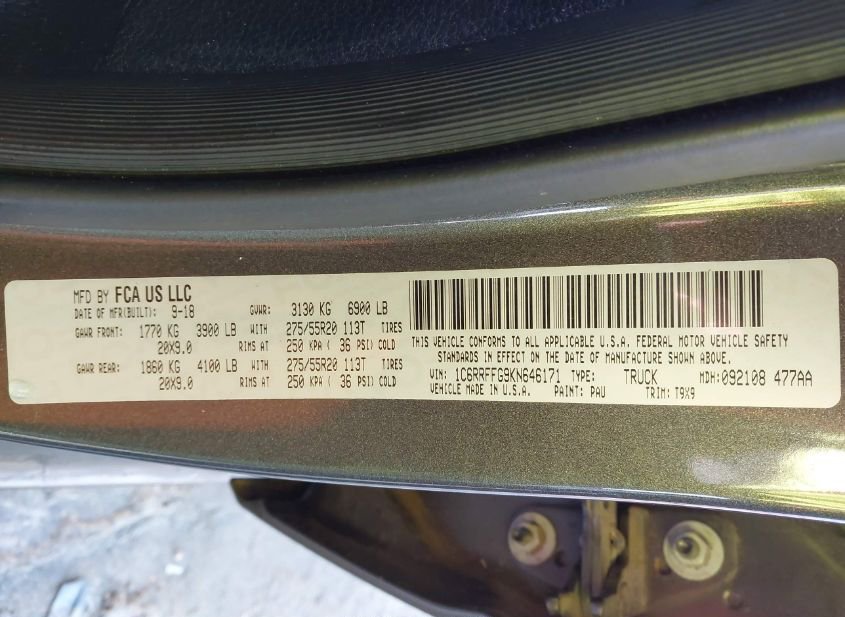 MFD BY FCA US LLC
DATE OF MFR(BUILT): 9-18 GVWR: 3130 KG 6900 LB
GAWR FRONT: 1770 KG 3900 LB WITH 275/55R20 113T TIRES
20X9.0 RIMS AT 250 KPA ( 36 PSI) COLD
GAWR REAR: 1860 KG 4100 LB WITH 275/55R20 113T TIRES
20X9.0 RIMS AT 250 KPA ( 36 PSI) COLD
THIS VEHICLE CONFORMS TO ALL APPLICABLE U.S.A. FEDERAL MOTOR VEHICLE SAFETY
STANDARDS IN EFFECT ON THE DATE OF MANUFACTURE SHOWN ABOVE.
VIN: 1C6RRFFG9KN646171 TYPE: TRUCK MDH:092108 477AA
VEHICLE MADE IN U.S.A. PAINT: PAU TRIM: T9X9